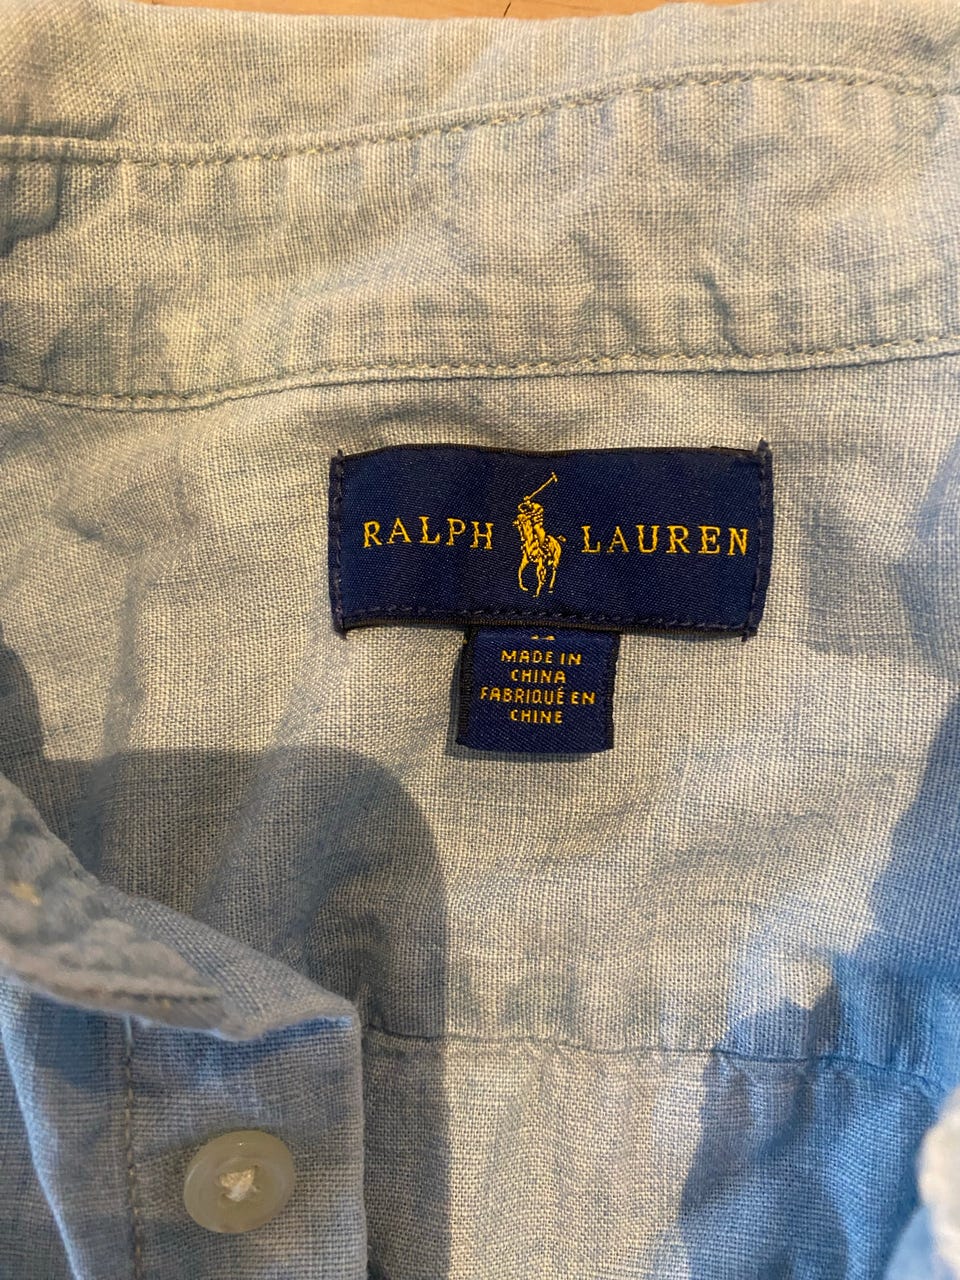 RALPH LAUREN
MADE IN
CHINA
FABRIQUÉ EN
CHINE